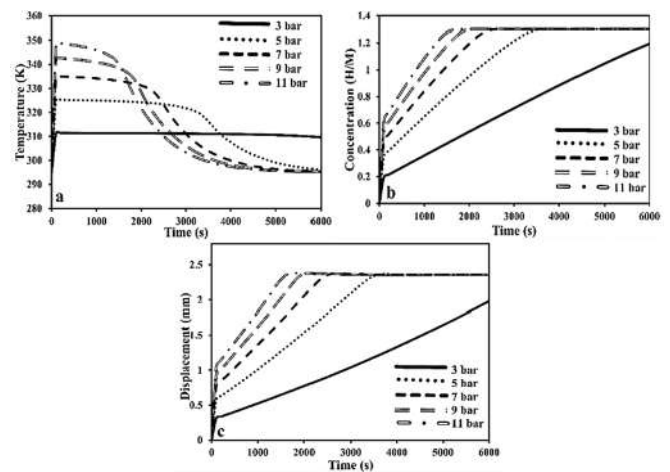 360
350
340
330
320
310
300
290
280
Temperature (K)
3 bar
5 bar
7 bar
9 bar
11 bar
a
0 1000 2000 3000 4000 5000 6000
Time (s)
1.4
1.2
1
0.8
0.6
0.4
0.2
0
Concentration (H/M)
3 bar
5 bar
7 bar
9 bar
11 bar
b
0 1000 2000 3000 4000 5000 6000
Time (s)
2.5
2
1.5
1
0.5
0
Displacement (mm)
3 bar
5 bar
7 bar
9 bar
11 bar
c
0 1000 2000 3000 4000 5000 6000
Time (s)